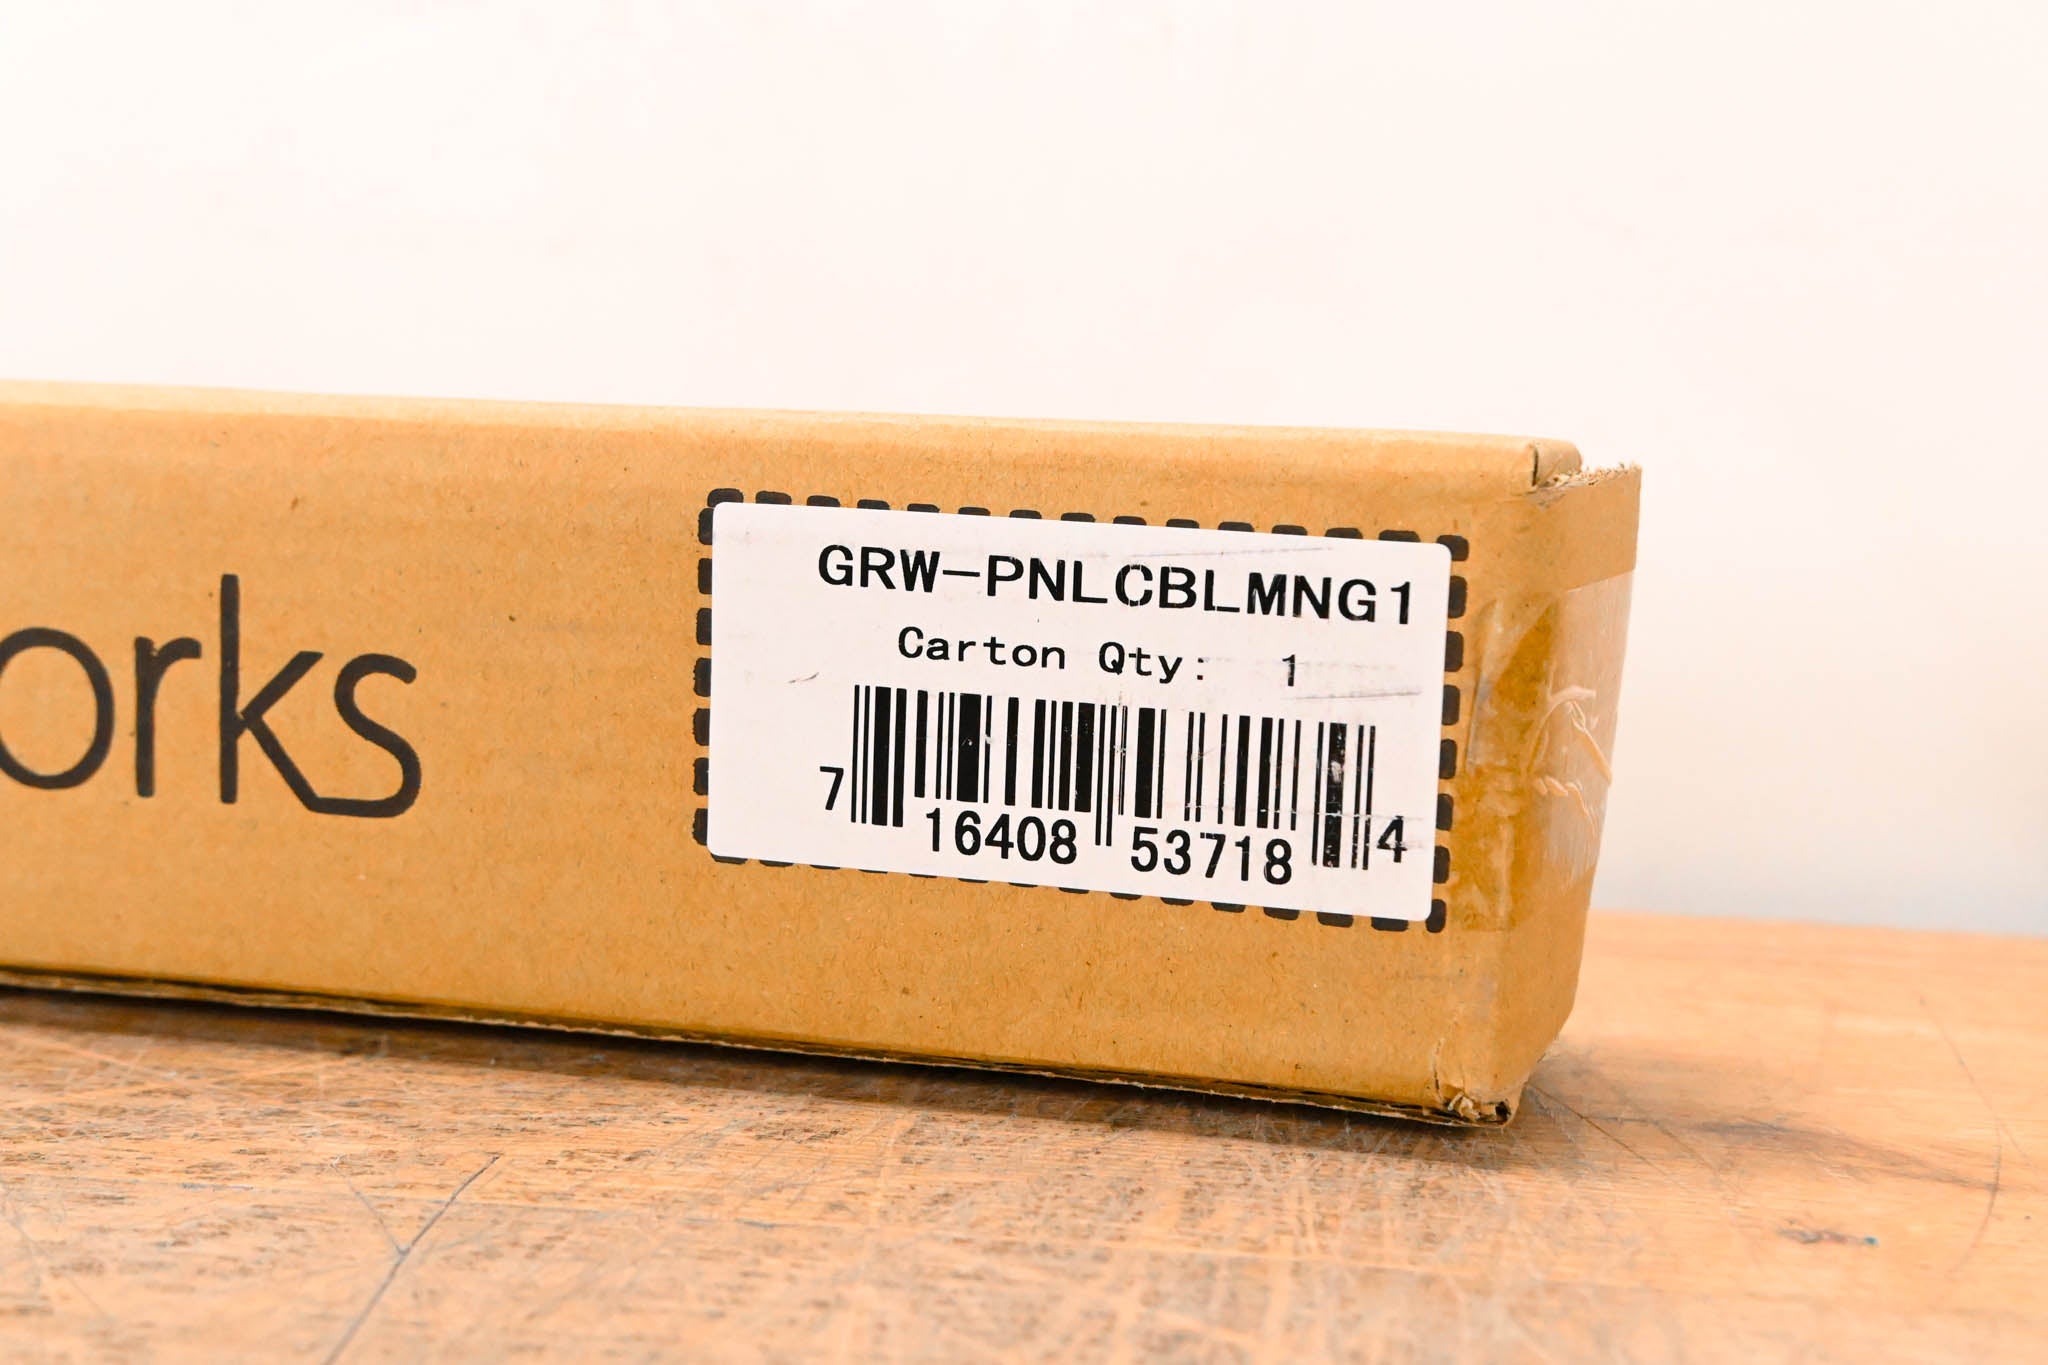 orks
GRW-PNLCBLMNG1
Carton Qty: 1
7 16408 53718 4